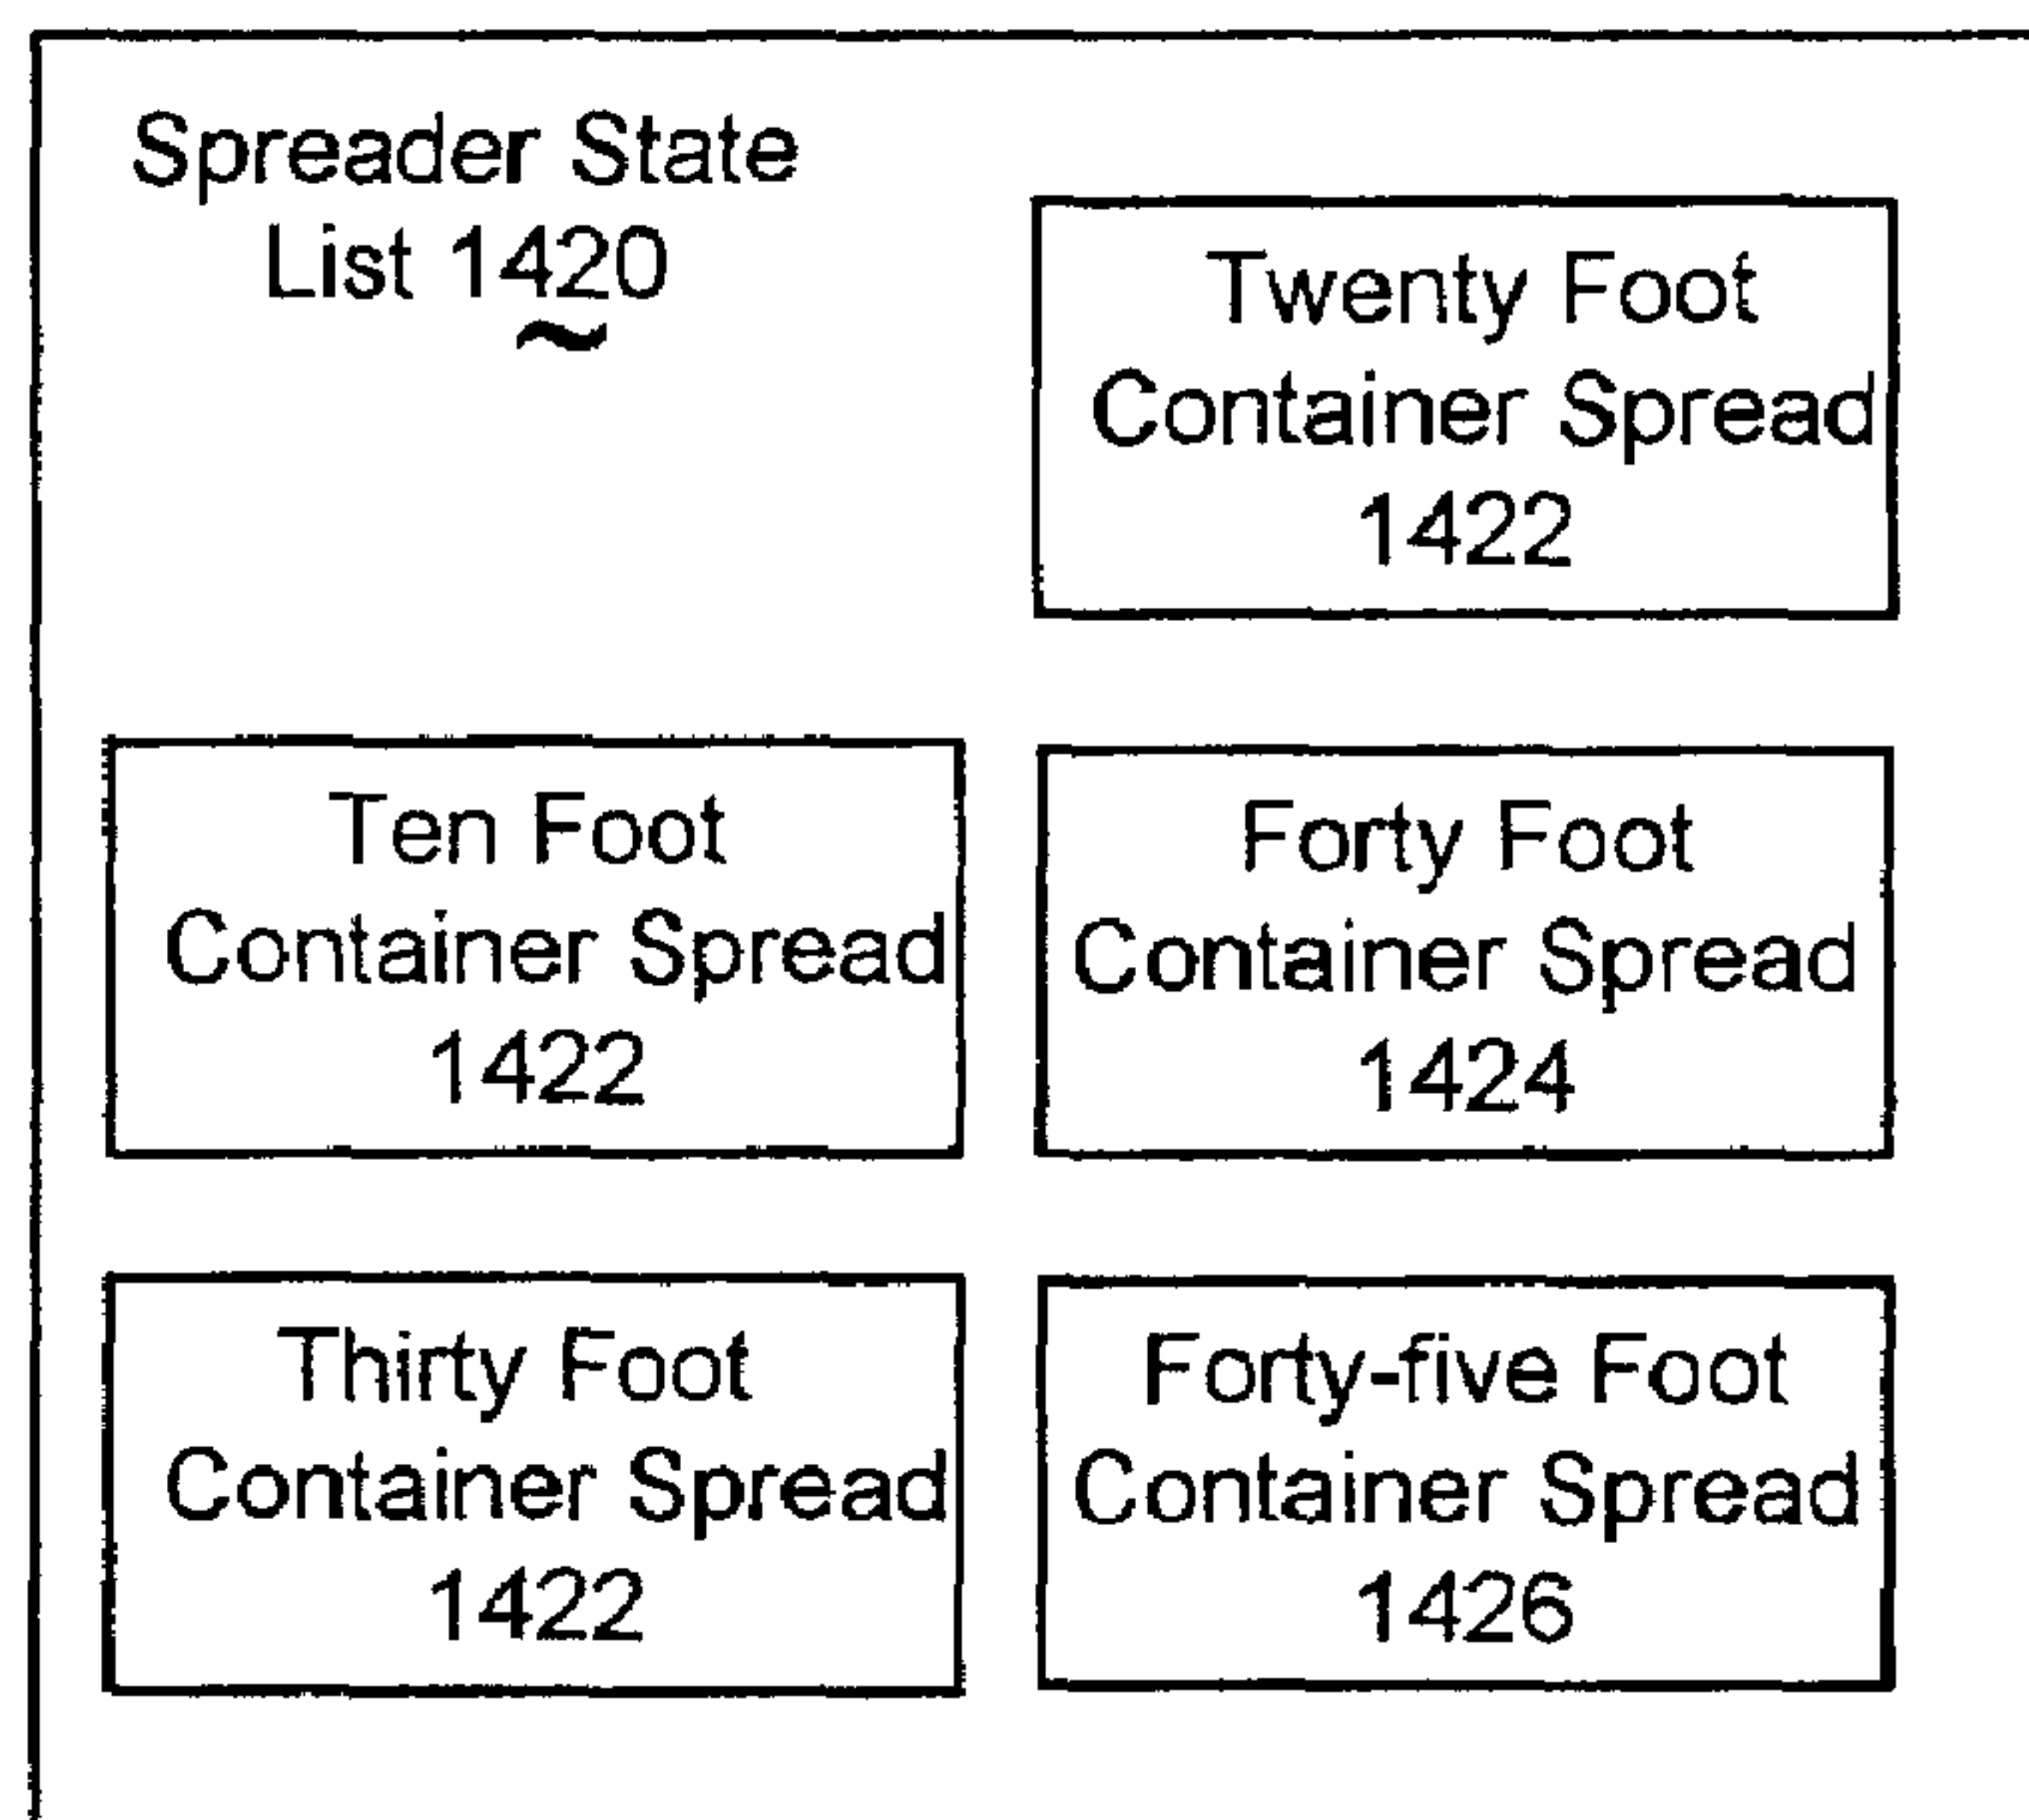 Spreader State
List 1420
Twenty Foot
Container Spread
1422
Ten Foot
Container Spread
1422
Forty Foot
Container Spread
1424
Thirty Foot
Container Spread
1422
Forty-five Foot
Container Spread
1426